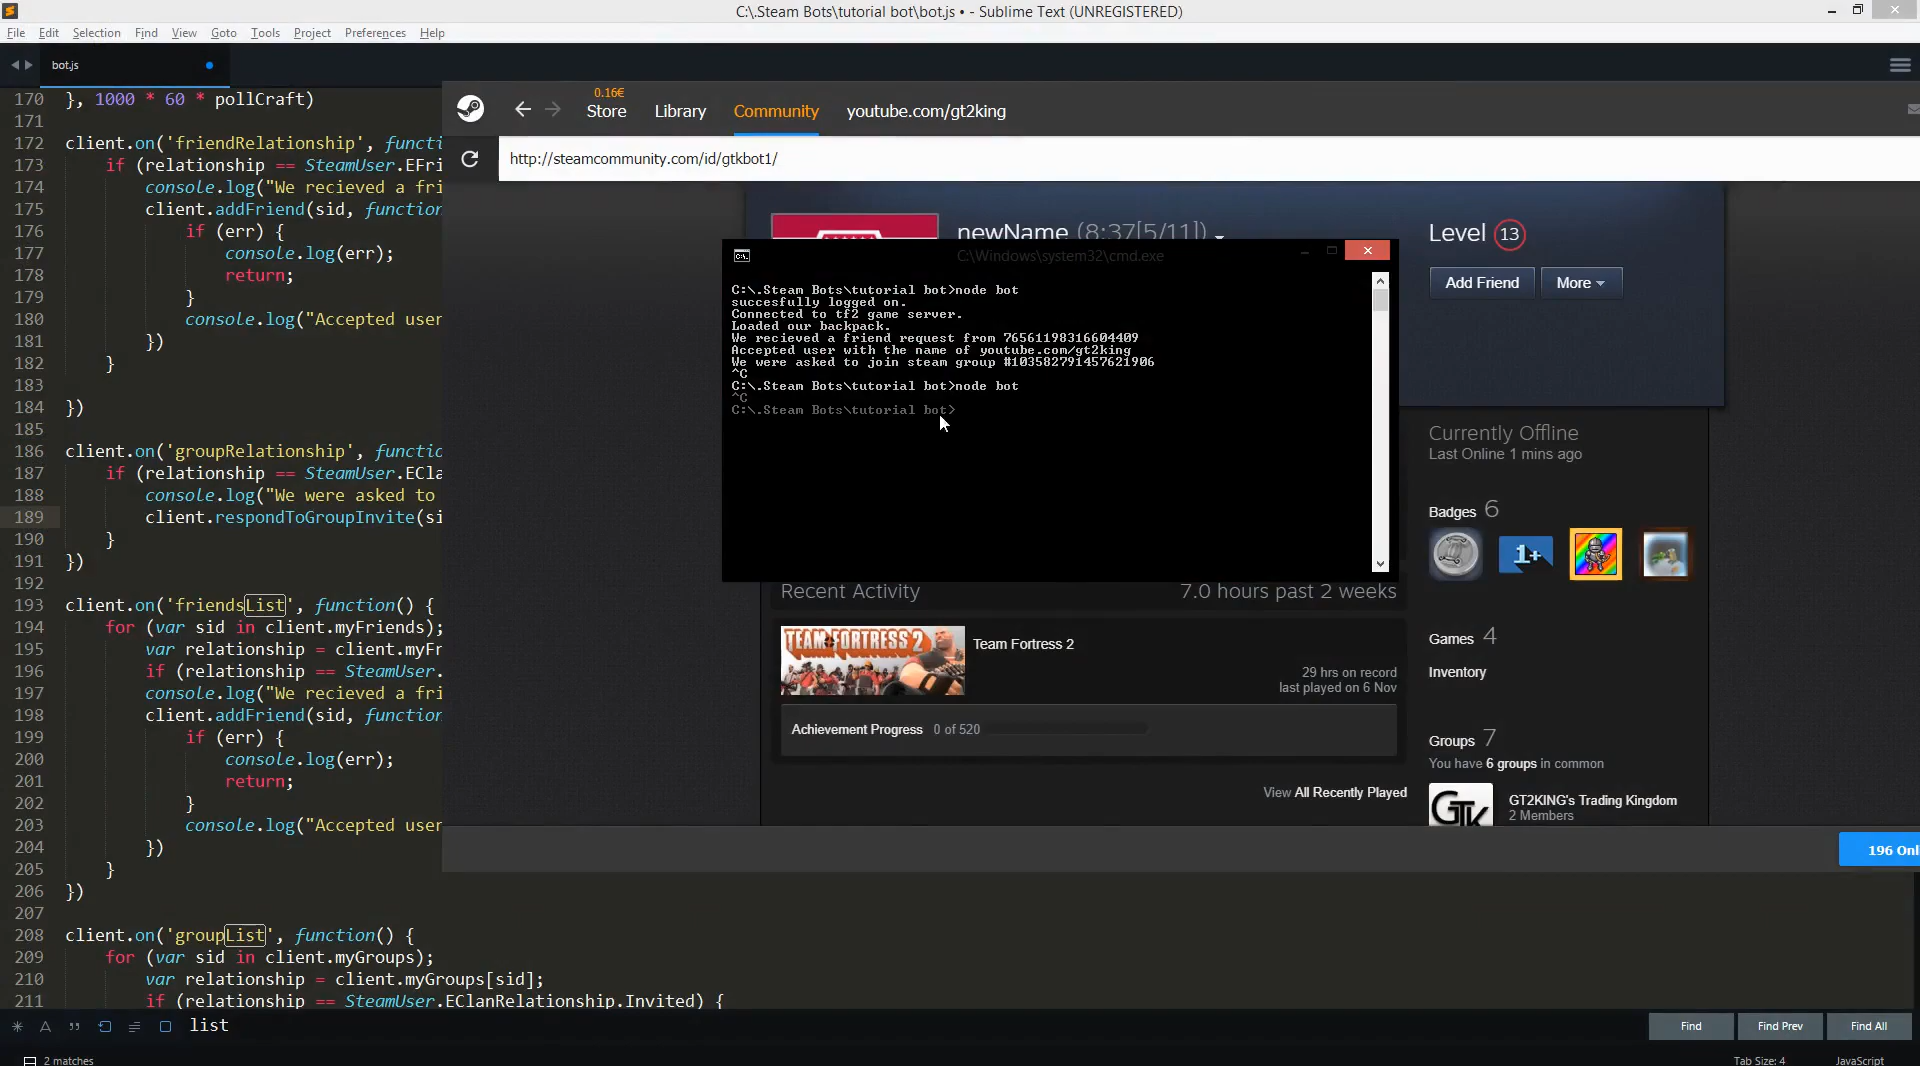 C:\.Steam Bots\tutorial bot\bot.js • - Sublime Text (UNREGISTERED)
File Edit Selection Find View Goto Tools Project Preferences Help
bot.js
170 }, 1000 * 60 * pollCraft)
171
172 client.on('friendRelationship', functi
173 if (relationship == SteamUser.EFri
174 console.log("We recieved a fri
175 client.addFriend(sid, function
176 if (err) {
177 console.log(err);
178 return;
179 }
180 console.log("Accepted user
181 })
182 }
183
184 })
185
186 client.on('groupRelationship', functio
187 if (relationship == SteamUser.ECla
188 console.log("We were asked to
189 client.respondToGroupInvite(si
190 }
191 })
192
193 client.on('friendsList', function() {
194 for (var sid in client.myFriends);
195 var relationship = client.myFr
196 if (relationship == SteamUser.
197 console.log("We recieved a fri
198 client.addFriend(sid, function
199 if (err) {
200 console.log(err);
201 return;
202 }
203 console.log("Accepted user
204 })
205 }
206 })
207
208 client.on('groupList', function() {
209 for (var sid in client.myGroups);
210 var relationship = client.myGroups[sid];
211 if (relationship == SteamUser.EClanRelationship.Invited) {
0.16€
Store Library Community youtube.com/gt2king
http://steamcommunity.com/id/gtkbot1/
newName (8:37[5/11])
Level 13
Add Friend More
C:\Windows\system32\cmd.exe
C:\.Steam Bots\tutorial bot>node bot
succesfully logged on.
Connected to tf2 game server.
Loaded our backpack.
We recieved a friend request from 76561198316604409
Accepted user with the name of youtube.com/gt2king
We were asked to join steam group #103582791457621906
^C
C:\.Steam Bots\tutorial bot>node bot
^C
C:\.Steam Bots\tutorial bot>
Currently Offline
Last Online 1 mins ago
Badges 6
1+
Games 4
Inventory
Groups 7
You have 6 groups in common
GTK
GT2KING's Trading Kingdom
2 Members
Recent Activity 7.0 hours past 2 weeks
TEAM FORTRESS 2
Team Fortress 2
29 hrs on record
last played on 6 Nov
Achievement Progress 0 of 520
View All Recently Played
196 Onl
list
Find Find Prev Find All
2 matches
Tab Size: 4 JavaScript